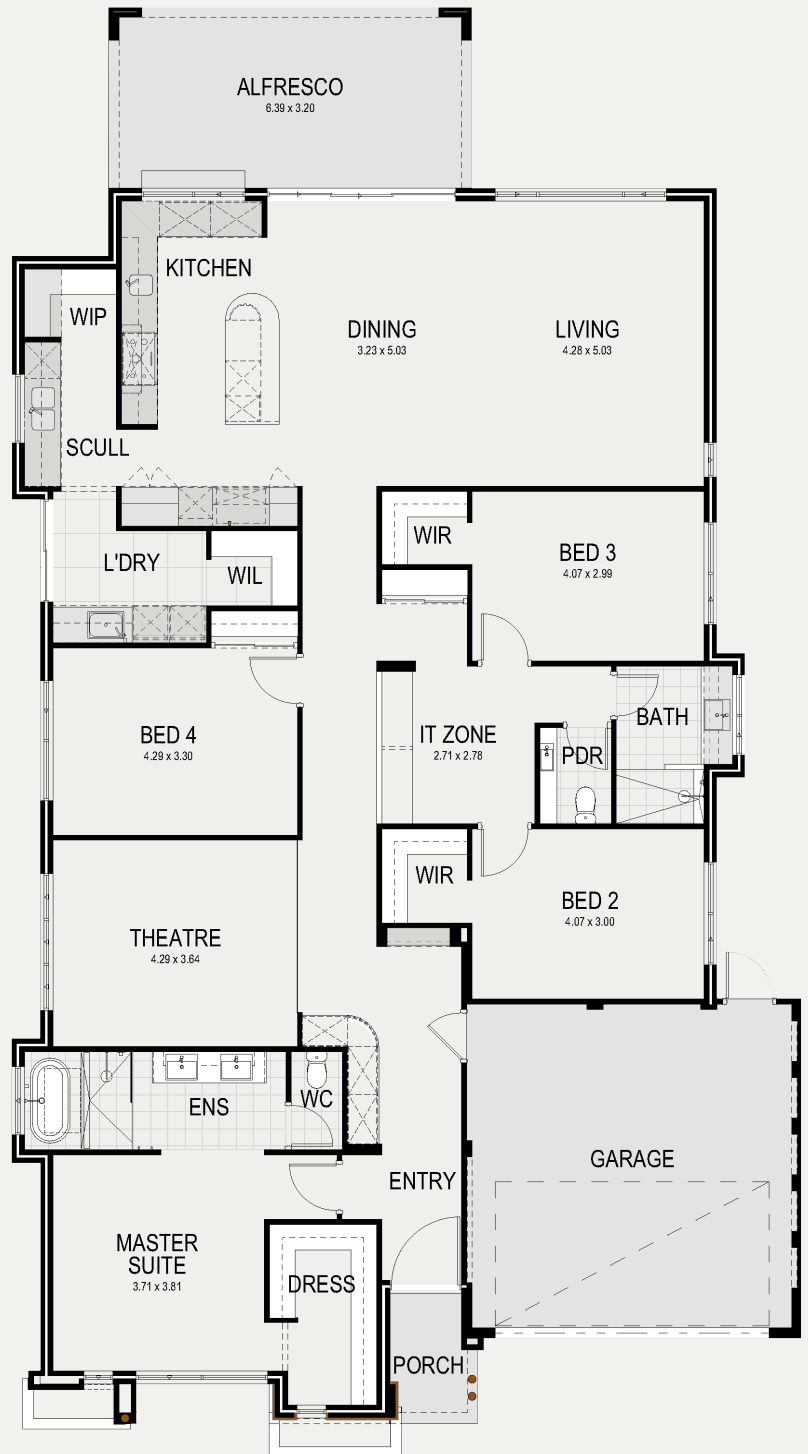 ALFRESCO
6.39 x 3.20
KITCHEN
WIP
DINING
3.23 x 5.03
LIVING
4.28 x 5.03
SCULL
WIR
BED 3
4.07 x 2.99
L'DRY
WIL
BED 4
4.29 x 3.30
IT ZONE
2.71 x 2.78
PDR
BATH
WIR
BED 2
4.07 x 3.00
THEATRE
4.29 x 3.64
ENS
WC
ENTRY
GARAGE
MASTER
SUITE
3.71 x 3.81
DRESS
PORCH